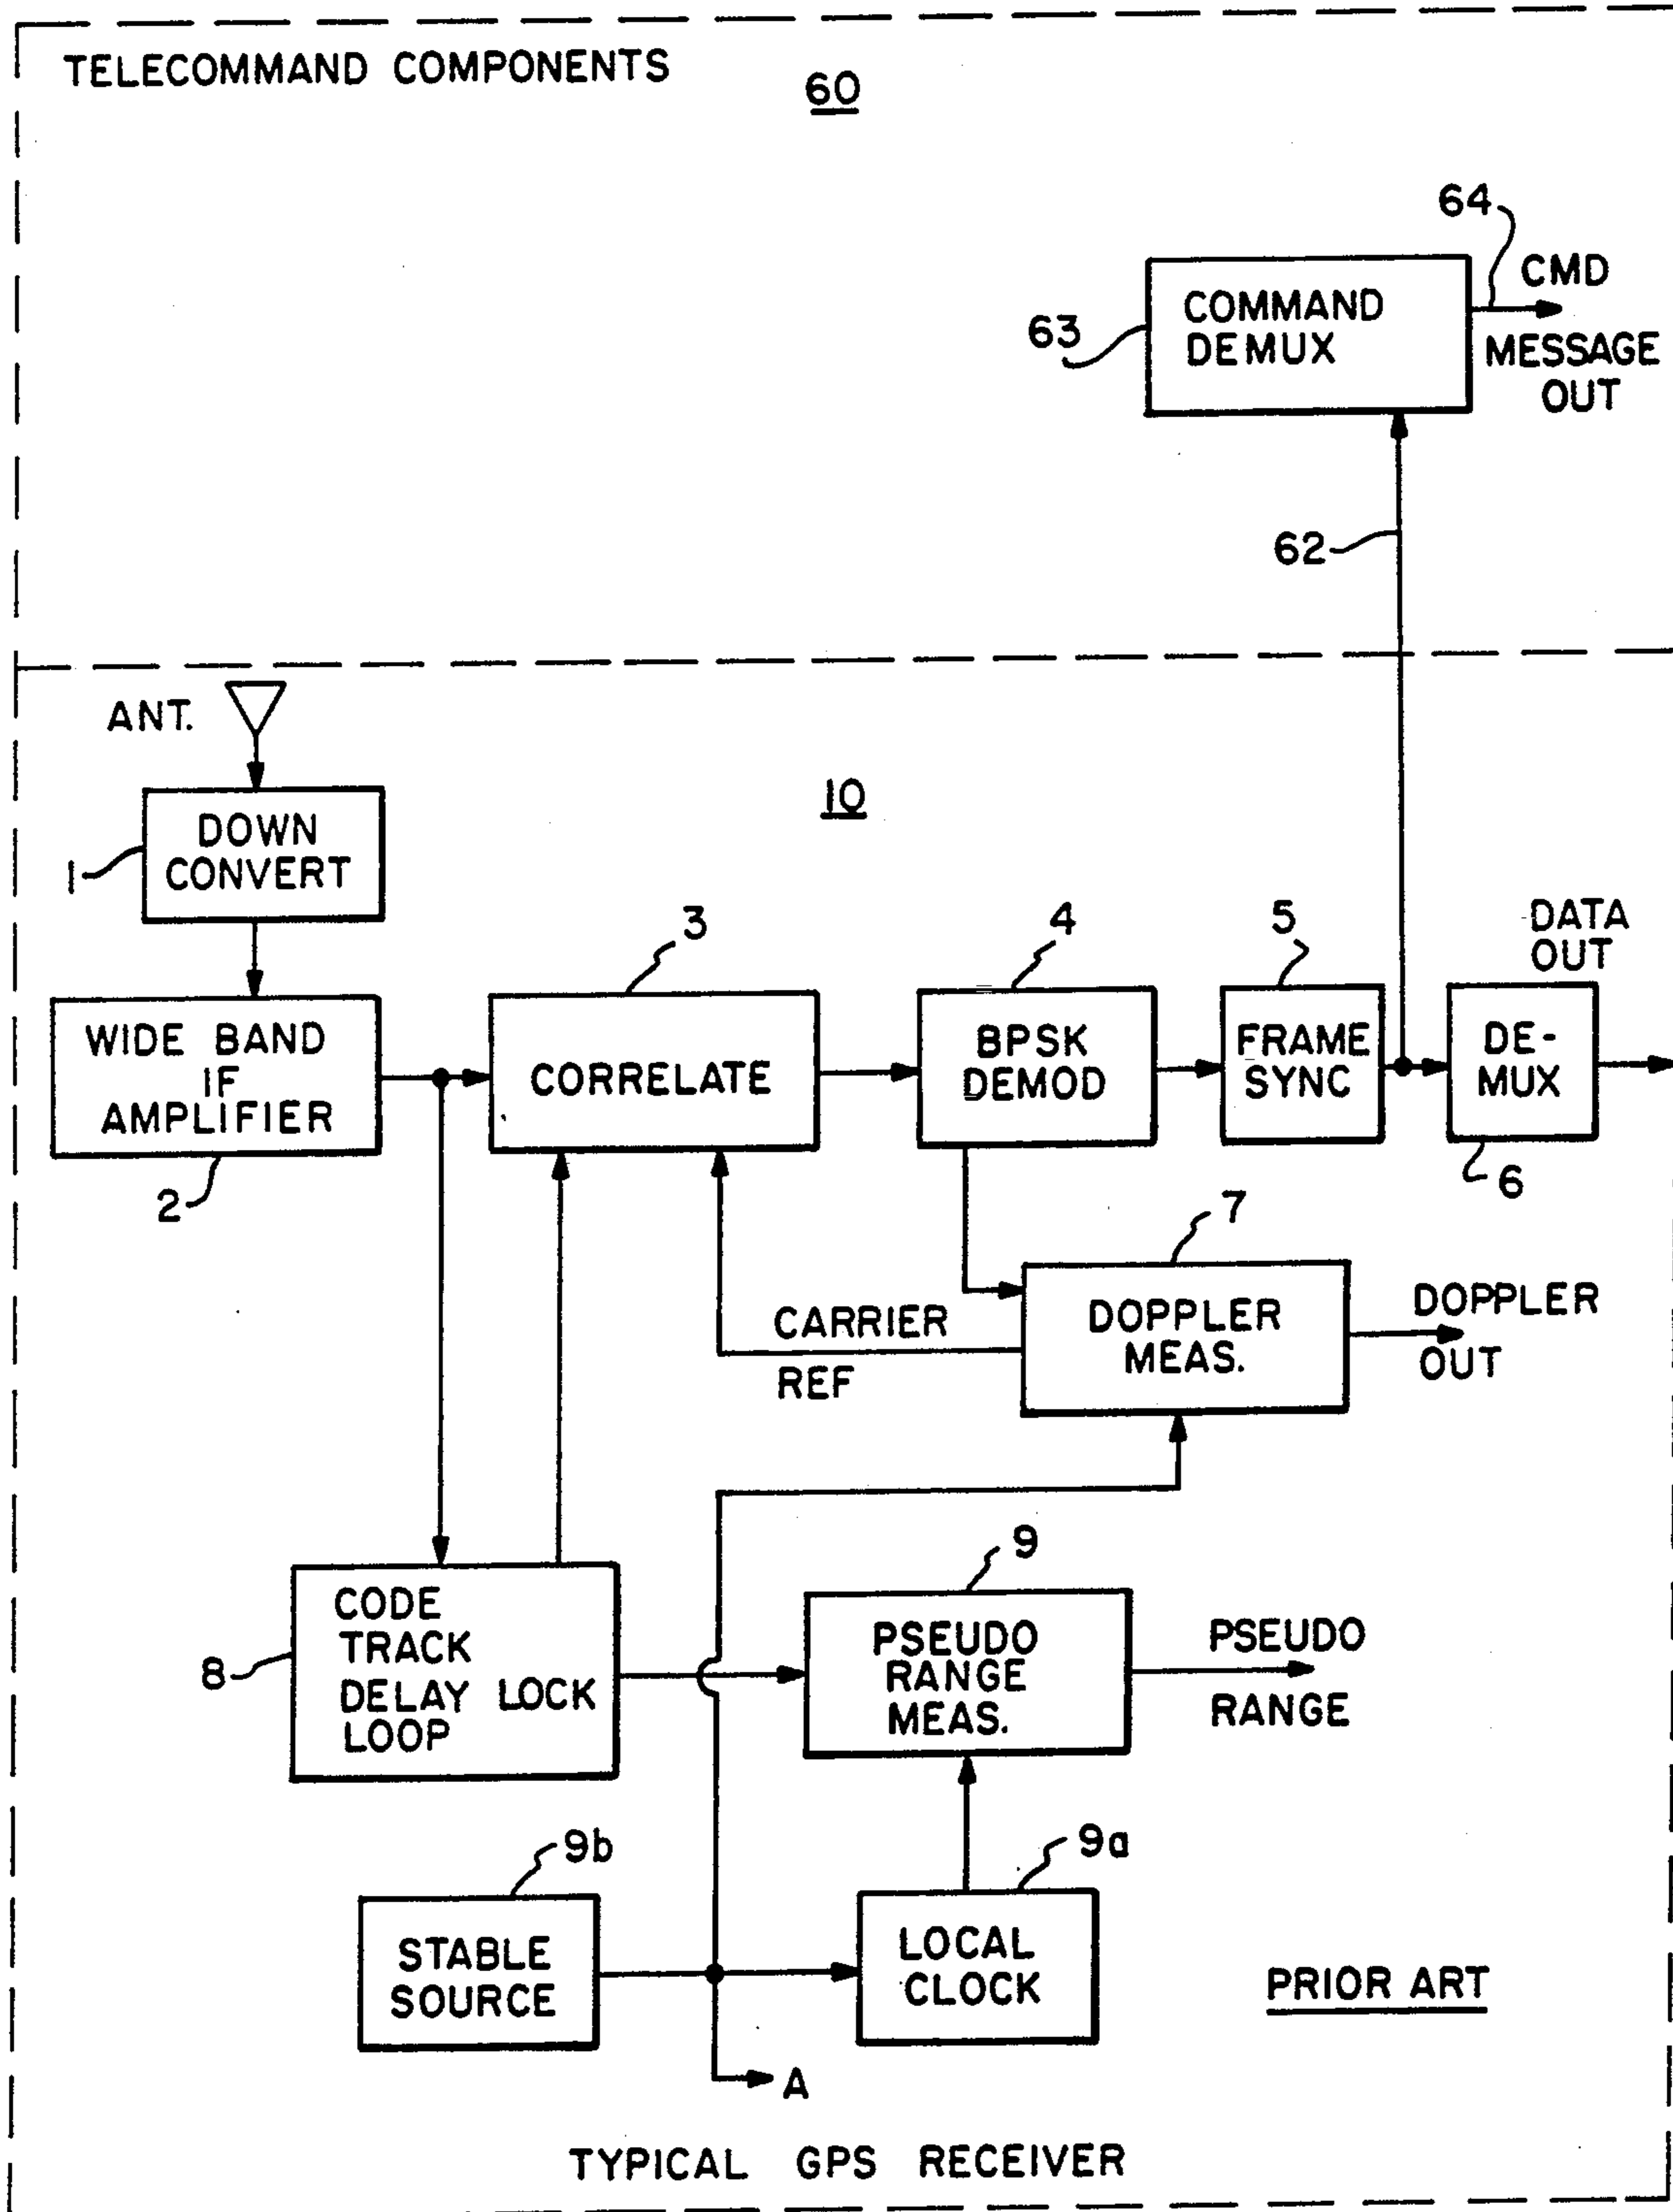 TELECOMMAND COMPONENTS
60
64
CMD
MESSAGE
OUT
63
COMMAND
DEMUX
62
ANT.
10
1
DOWN
CONVERT
3
4
5
DATA
OUT
WIDE BAND
IF
AMPLIFIER
CORRELATE
BPSK
DEMOD
FRAME
SYNC
DE-
MUX
2
6
7
CARRIER
REF
DOPPLER
MEAS.
DOPPLER
OUT
9
8
CODE
TRACK
DELAY LOCK
LOOP
PSEUDO
RANGE
MEAS.
PSEUDO
RANGE
9b
9a
STABLE
SOURCE
LOCAL
CLOCK
PRIOR ART
A
TYPICAL GPS RECEIVER